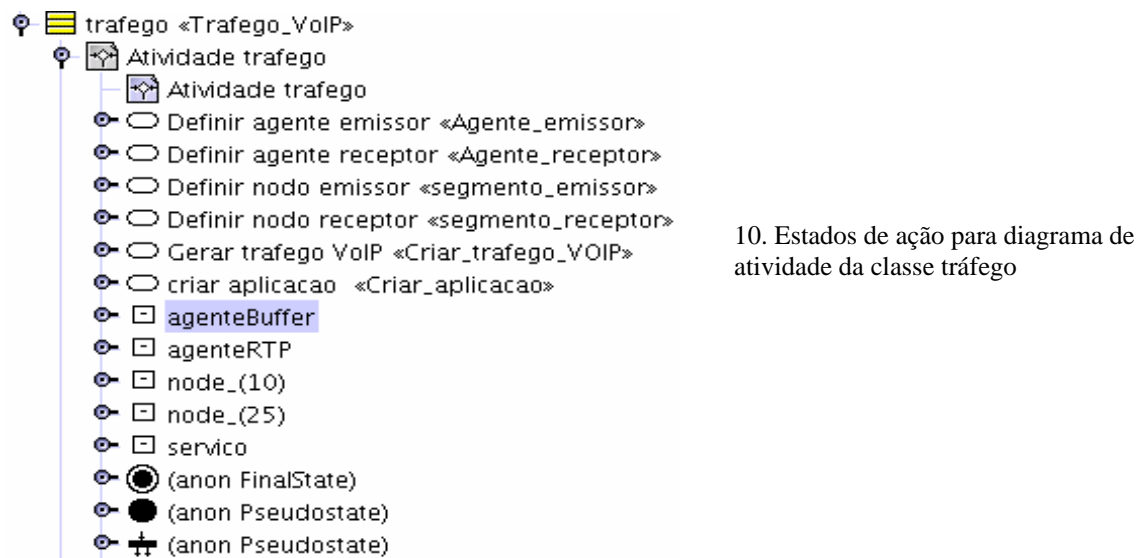 trafego «Trafego_VoIP»
Atividade trafego
Atividade trafego
Definir agente emissor «Agente_emissor»
Definir agente receptor «Agente_receptor»
Definir nodo emissor «segmento_emissor»
Definir nodo receptor «segmento_receptor»
Gerar trafego VoIP «Criar_trafego_VOIP»
criar aplicacao «Criar_aplicacao»
agenteBuffer
agenteRTP
node_(10)
node_(25)
servico
(anon FinalState)
(anon Pseudostate)
(anon Pseudostate)
10. Estados de ação para diagrama de
atividade da classe tráfego